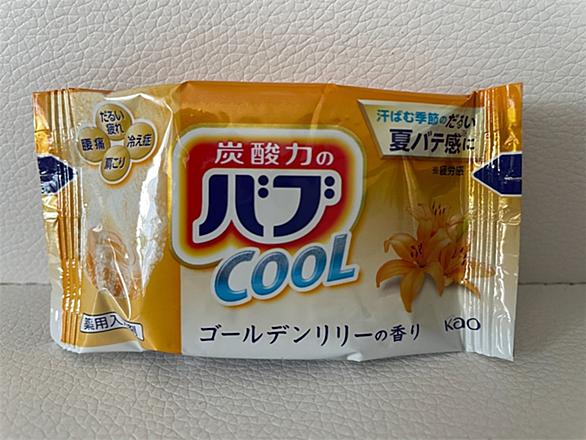 だるい
疲れ
腰痛
冷え症
肩こり
汗ばむ季節のだるい
夏バテ感に
※疲労感
炭酸力の
バブ
COOL
薬用入
ゴールデンリリーの香り
Kao